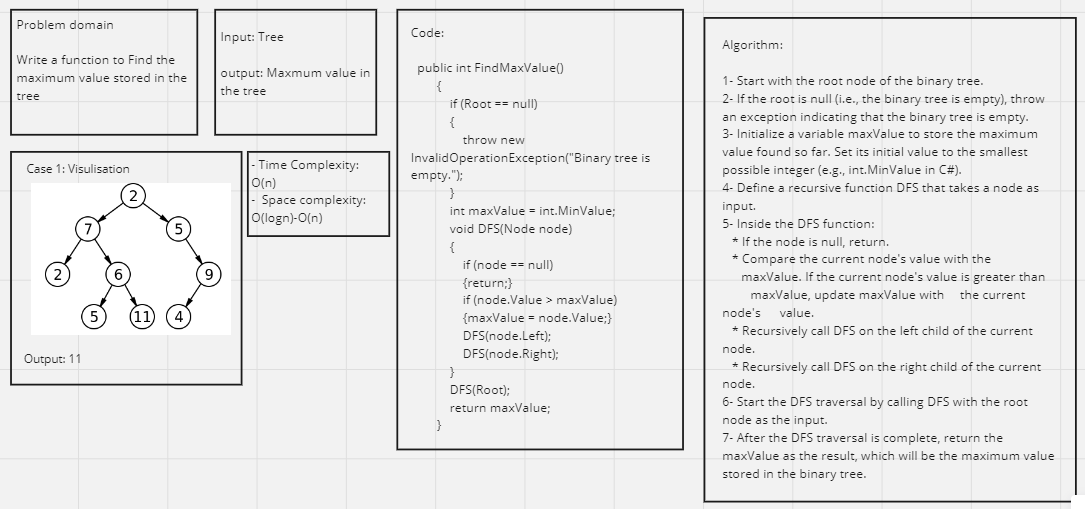 Problem domain
Write a function to Find the
maximum value stored in the
tree
Input: Tree
output: Maxmum value in
the tree
Case 1: Visulisation
2
7
5
2
6
9
5
11
4
Output: 11
- Time Complexity:
O(n)
- Space complexity:
O(logn)-O(n)
Code:
public int FindMaxValue()
{
if (Root == null)
{
throw new
InvalidOperationException("Binary tree is
empty.");
}
int maxValue = int.MinValue;
void DFS(Node node)
{
if (node == null)
{return;}
if (node.Value > maxValue)
{maxValue = node.Value;}
DFS(node.Left);
DFS(node.Right);
}
DFS(Root);
return maxValue;
}
Algorithm:
1- Start with the root node of the binary tree.
2- If the root is null (i.e., the binary tree is empty), throw
an exception indicating that the binary tree is empty.
3- Initialize a variable maxValue to store the maximum
value found so far. Set its initial value to the smallest
possible integer (e.g., int.MinValue in C#).
4- Define a recursive function DFS that takes a node as
input.
5- Inside the DFS function:
* If the node is null, return.
* Compare the current node's value with the
maxValue. If the current node's value is greater than
maxValue, update maxValue with the current
node's value.
* Recursively call DFS on the left child of the current
node.
* Recursively call DFS on the right child of the current
node.
6- Start the DFS traversal by calling DFS with the root
node as the input.
7- After the DFS traversal is complete, return the
maxValue as the result, which will be the maximum value
stored in the binary tree.